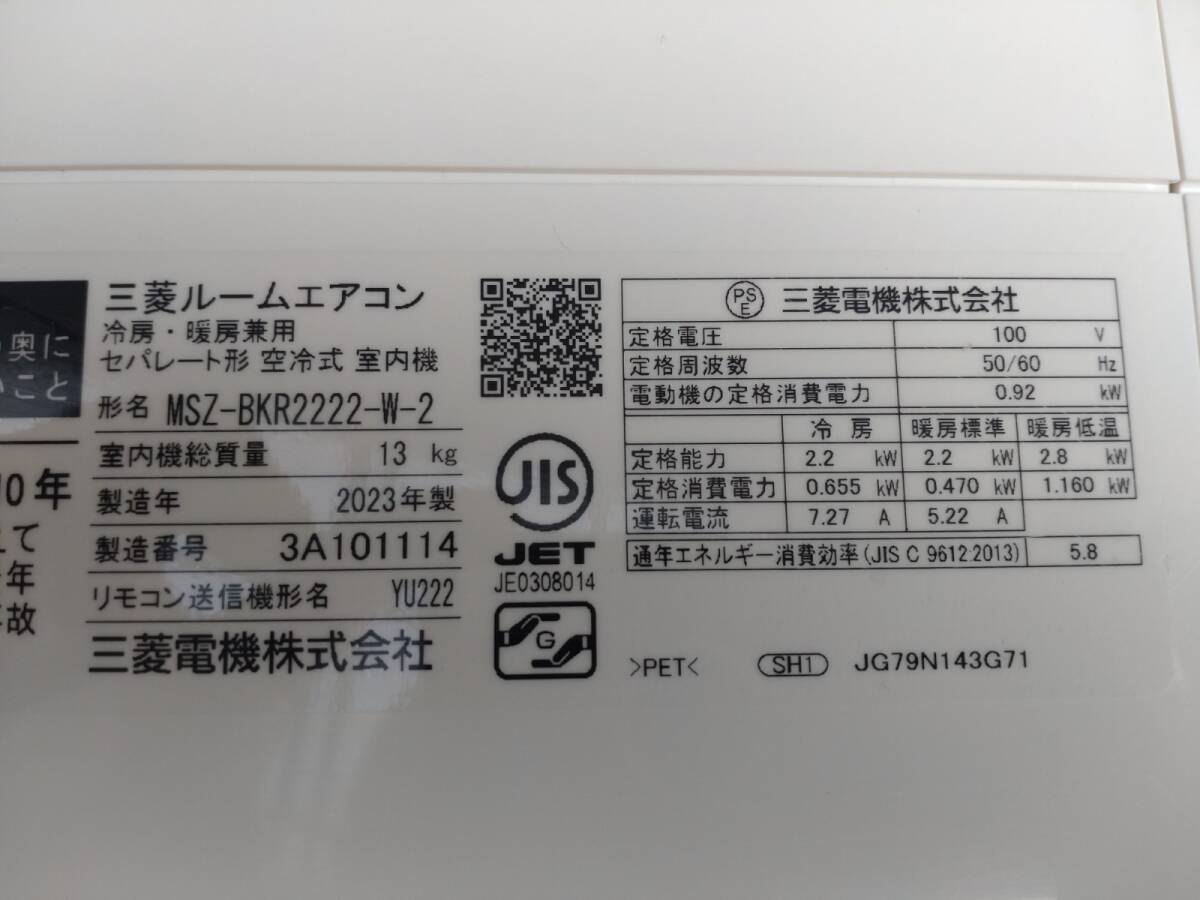 奥に
いこと
0年
えて
年
故
三菱ルームエアコン
冷房・暖房兼用
セパレート形 空冷式 室内機
形名 MSZ-BKR2222-W-2
室内機総質量 13 kg
製造年 2023年製
製造番号 3A101114
リモコン送信機形名 YU222
三菱電機株式会社
JIS
JET
JE0308014
G
PS E 三菱電機株式会社
定格電圧 100 V
定格周波数 50/60 Hz
電動機の定格消費電力 0.92 kW
冷房 暖房標準 暖房低温
定格能力 2.2 kW 2.2 kW 2.8 kW
定格消費電力 0.655 kW 0.470 kW 1.160 kW
運転電流 7.27 A 5.22 A
通年エネルギー消費効率(JIS C 9612:2013) 5.8
>PET< SH1 JG79N143G71